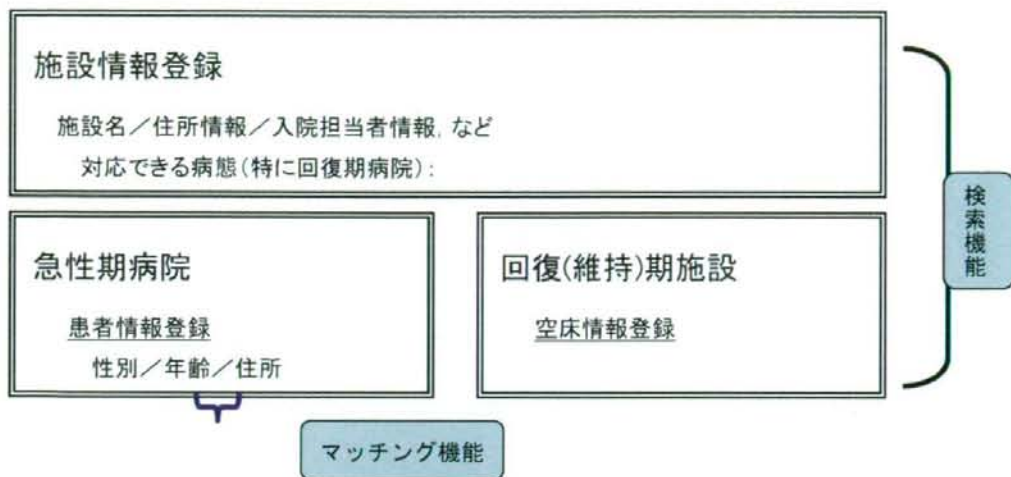 施設情報登録
施設名／住所情報／入院担当者情報, など
対応できる病態(特に回復期病院):
検索機能
急性期病院
患者情報登録
性別／年齢／住所
回復(維持)期施設
空床情報登録
マッチング機能